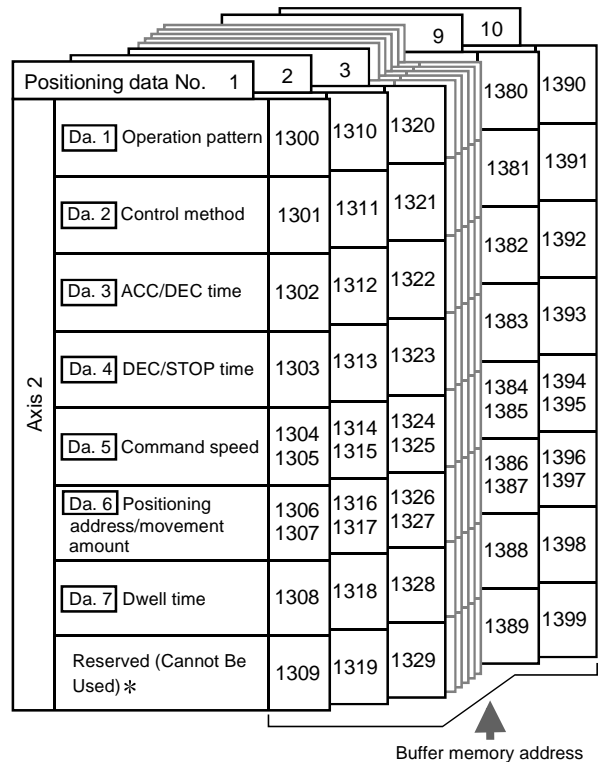 9 10
Positioning data No. 1 2 3
Axis 2
Da. 1 Operation pattern 1300 1310 1320 1380 1390
Da. 2 Control method 1301 1311 1321 1381 1391
Da. 3 ACC/DEC time 1302 1312 1322 1382 1392
Da. 4 DEC/STOP time 1303 1313 1323 1383 1393
Da. 5 Command speed 1304 1314 1324 1384 1394
1305 1315 1325 1385 1395
Da. 6 Positioning 1306 1316 1326 1386 1396
address/movement 1307 1317 1327 1387 1397
amount
Da. 7 Dwell time 1308 1318 1328 1388 1398
Reserved (Cannot Be 1309 1319 1329 1389 1399
Used)*
Buffer memory address